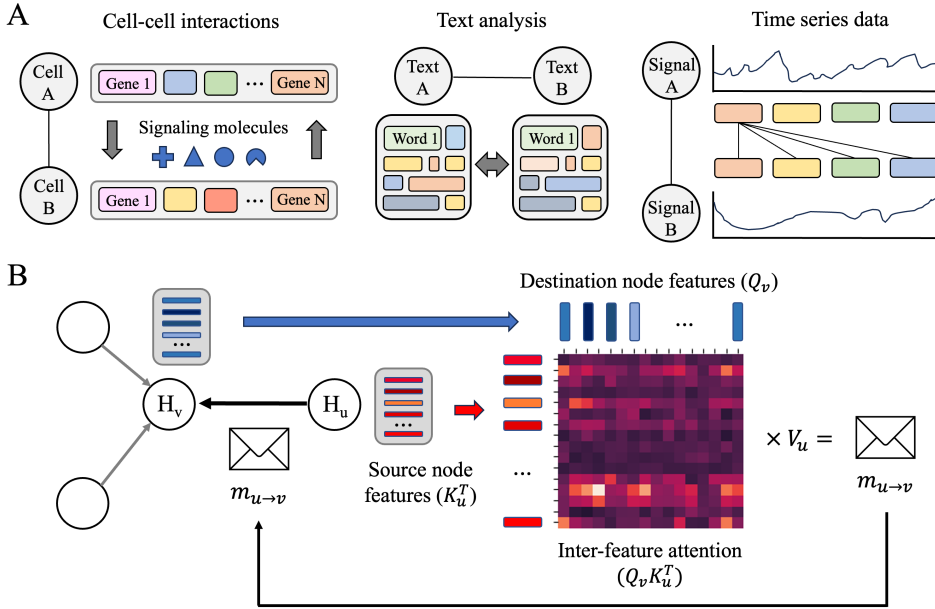 A
Cell-cell interactions
Text analysis
Time series data
Cell
A
Gene 1
...
Gene N
Signaling molecules
Cell
B
Gene 1
...
Gene N
Text
A
Text
B
Word 1
Word 1
Signal
A
Signal
B
B
Destination node features (Q_v)
...
...
H_v
H_u
...
m_{u→v}
Source node
features (K_u^T)
...
× V_u =
m_{u→v}
Inter-feature attention
(Q_v K_u^T)